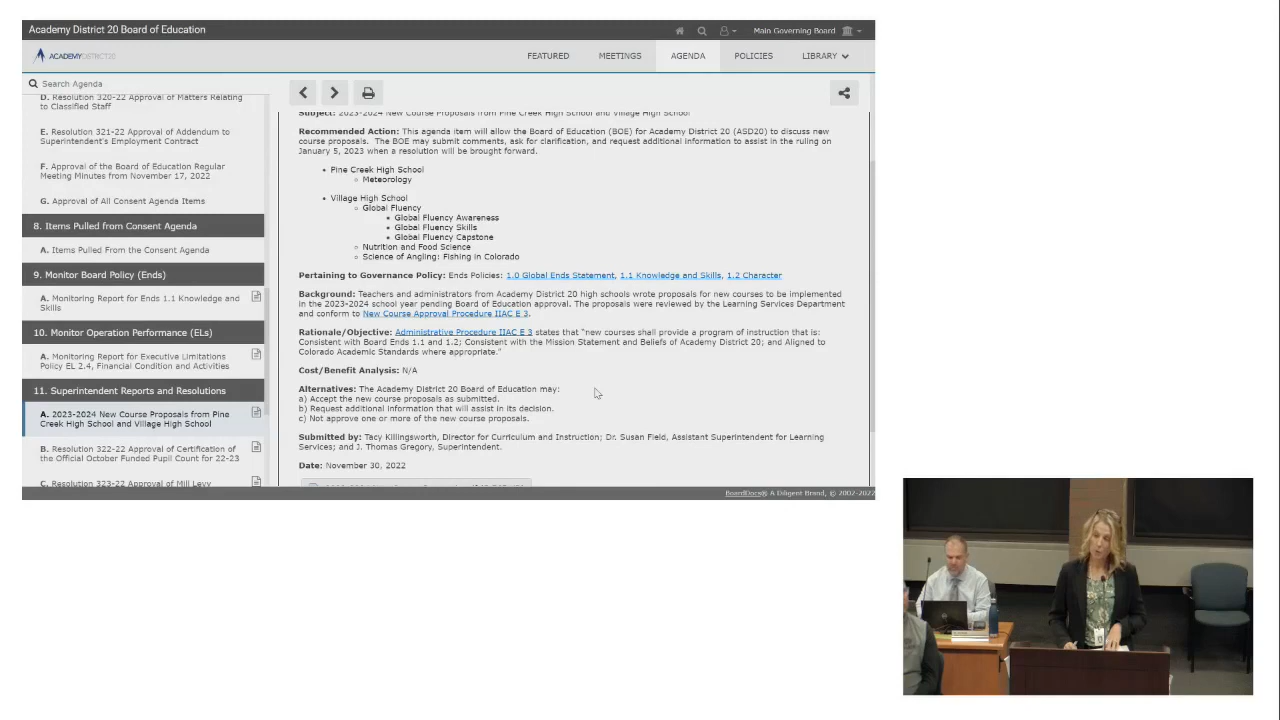 Academy District 20 Board of Education
Main Governing Board
ACADEMYDISTRICT20
FEATURED
MEETINGS
AGENDA
POLICIES
LIBRARY
Search Agenda
D. Resolution 320-22 Approval of Matters Relating
to Classified Staff
E. Resolution 321-22 Approval of Addendum to
Superintendent's Employment Contract
F. Approval of the Board of Education Regular
Meeting Minutes from November 17, 2022
G. Approval of All Consent Agenda Items
8. Items Pulled from Consent Agenda
A. Items Pulled From the Consent Agenda
9. Monitor Board Policy (Ends)
A. Monitoring Report for Ends 1.1 Knowledge and
Skills
10. Monitor Operation Performance (ELs)
A. Monitoring Report for Executive Limitations
Policy EL 2.4, Financial Condition and Activities
11. Superintendent Reports and Resolutions
A. 2023-2024 New Course Proposals from Pine
Creek High School and Village High School
B. Resolution 322-22 Approval of Certification of
the Official October Funded Pupil Count for 22-23
C. Resolution 323-22 Approval of Mill Levy
Subject: 2023-2024 New Course Proposals from Pine Creek High School and Village High School
Recommended Action: This agenda item will allow the Board of Education (BOE) for Academy District 20 (ASD20) to discuss new
course proposals. The BOE may submit comments, ask for clarification, and request additional information to assist in the ruling on
January 5, 2023 when a resolution will be brought forward.
Pine Creek High School
Meteorology
Village High School
Global Fluency
Global Fluency Awareness
Global Fluency Skills
Global Fluency Capstone
Nutrition and Food Science
Science of Angling: Fishing in Colorado
Pertaining to Governance Policy: Ends Policies: 1.0 Global Ends Statement, 1.1 Knowledge and Skills, 1.2 Character
Background: Teachers and administrators from Academy District 20 high schools wrote proposals for new courses to be implemented
in the 2023-2024 school year pending Board of Education approval. The proposals were reviewed by the Learning Services Department
and conform to New Course Approval Procedure IIAC E 3.
Rationale/Objective: Administrative Procedure IIAC E 3 states that "new courses shall provide a program of instruction that is:
Consistent with Board Ends 1.1 and 1.2; Consistent with the Mission Statement and Beliefs of Academy District 20; and Aligned to
Colorado Academic Standards where appropriate."
Cost/Benefit Analysis: N/A
Alternatives: The Academy District 20 Board of Education may:
a) Accept the new course proposals as submitted.
b) Request additional information that will assist in its decision.
c) Not approve one or more of the new course proposals.
Submitted by: Tacy Killingsworth, Director for Curriculum and Instruction; Dr. Susan Field, Assistant Superintendent for Learning
Services; and J. Thomas Gregory, Superintendent.
Date: November 30, 2022
BoardDocs® A Diligent Brand, © 2002-2022